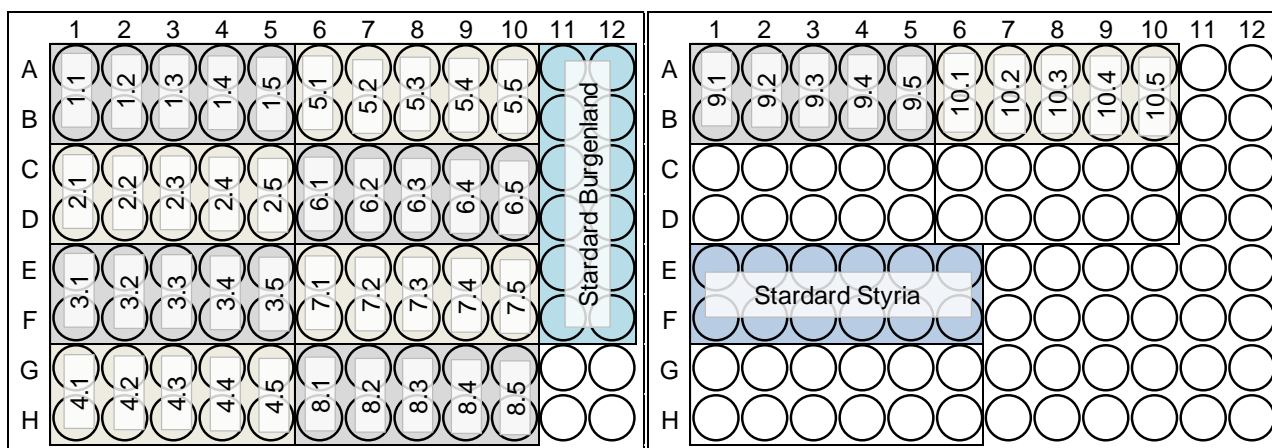 1 2 3 4 5 6 7 8 9 10 11 12
A 1.1 1.2 1.3 1.4 1.5 5.1 5.2 5.3 5.4 5.5
B
C 2.1 2.2 2.3 2.4 2.5 6.1 6.2 6.3 6.4 6.5
D
E 3.1 3.2 3.3 3.4 3.5 7.1 7.2 7.3 7.4 7.5
F
G 4.1 4.2 4.3 4.4 4.5 8.1 8.2 8.3 8.4 8.5
H
Stardard Burgenland
1 2 3 4 5 6 7 8 9 10 11 12
A 9.1 9.2 9.3 9.4 9.5 10.1 10.2 10.3 10.4 10.5
B
C
D
E
Stardard Styria
F
G
H